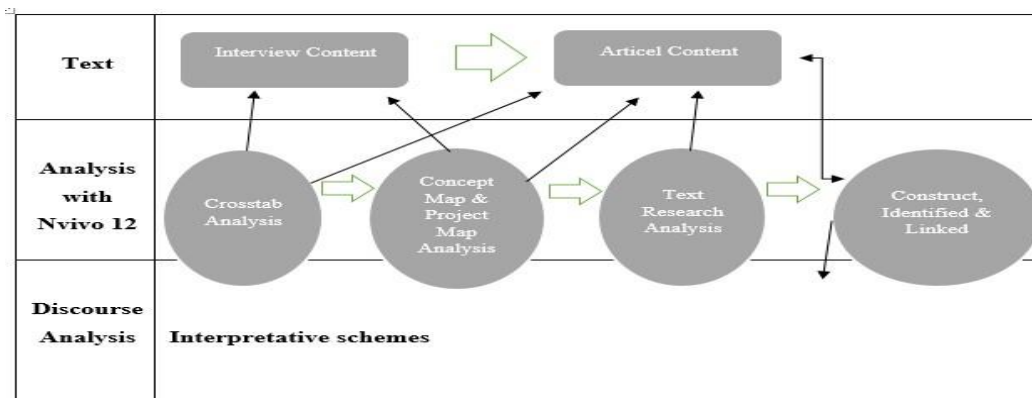 Text
Interview Content
Articel Content
Analysis
with
Nvivo 12
Crosstab
Analysis
Concept
Map &
Project
Map
Analysis
Text
Research
Analysis
Construct,
Identified &
Linked
Discourse
Analysis
Interpretative schemes